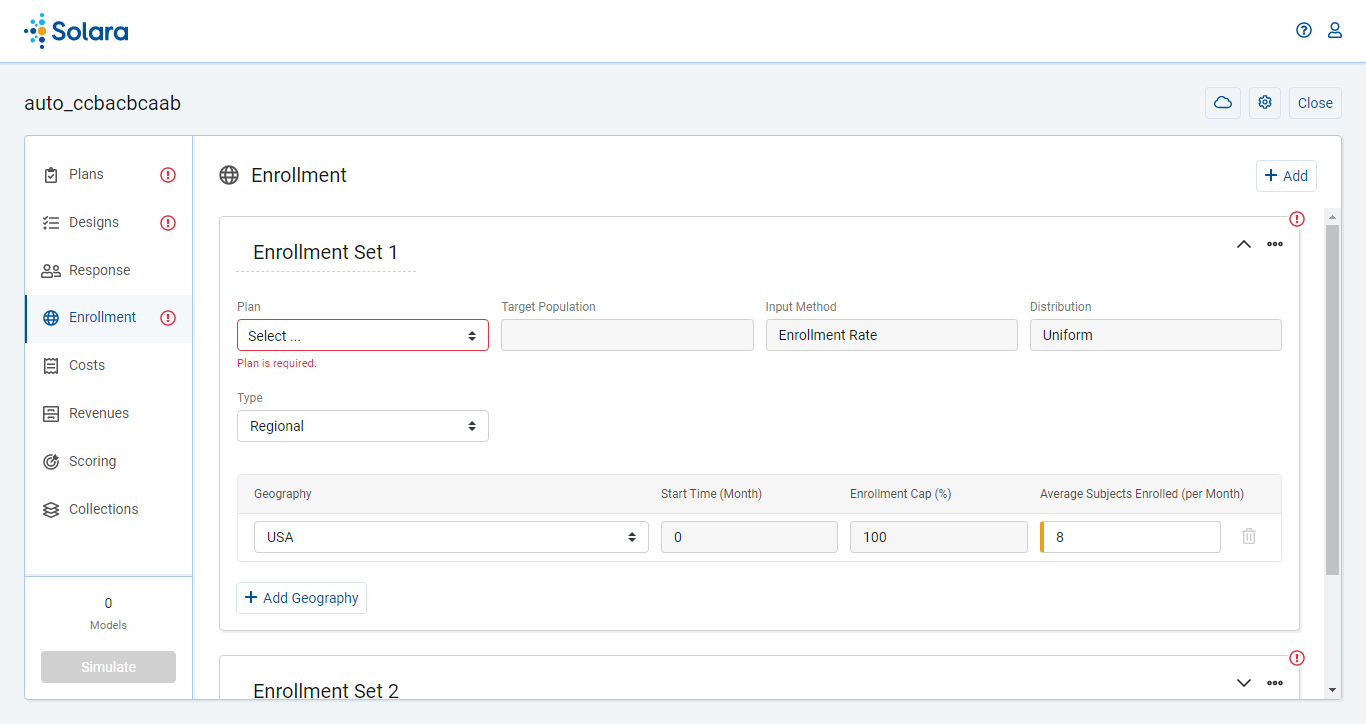 Solara
auto_ccbacbcaab
Close
Plans
Designs
Response
Enrollment
Costs
Revenues
Scoring
Collections
0
Models
Simulate
Enrollment
Add
Enrollment Set 1
Plan
Target Population
Input Method
Distribution
Select ...
Enrollment Rate
Uniform
Plan is required.
Type
Regional
Geography
Start Time (Month)
Enrollment Cap (%)
Average Subjects Enrolled (per Month)
USA
0
100
8
Add Geography
Enrollment Set 2